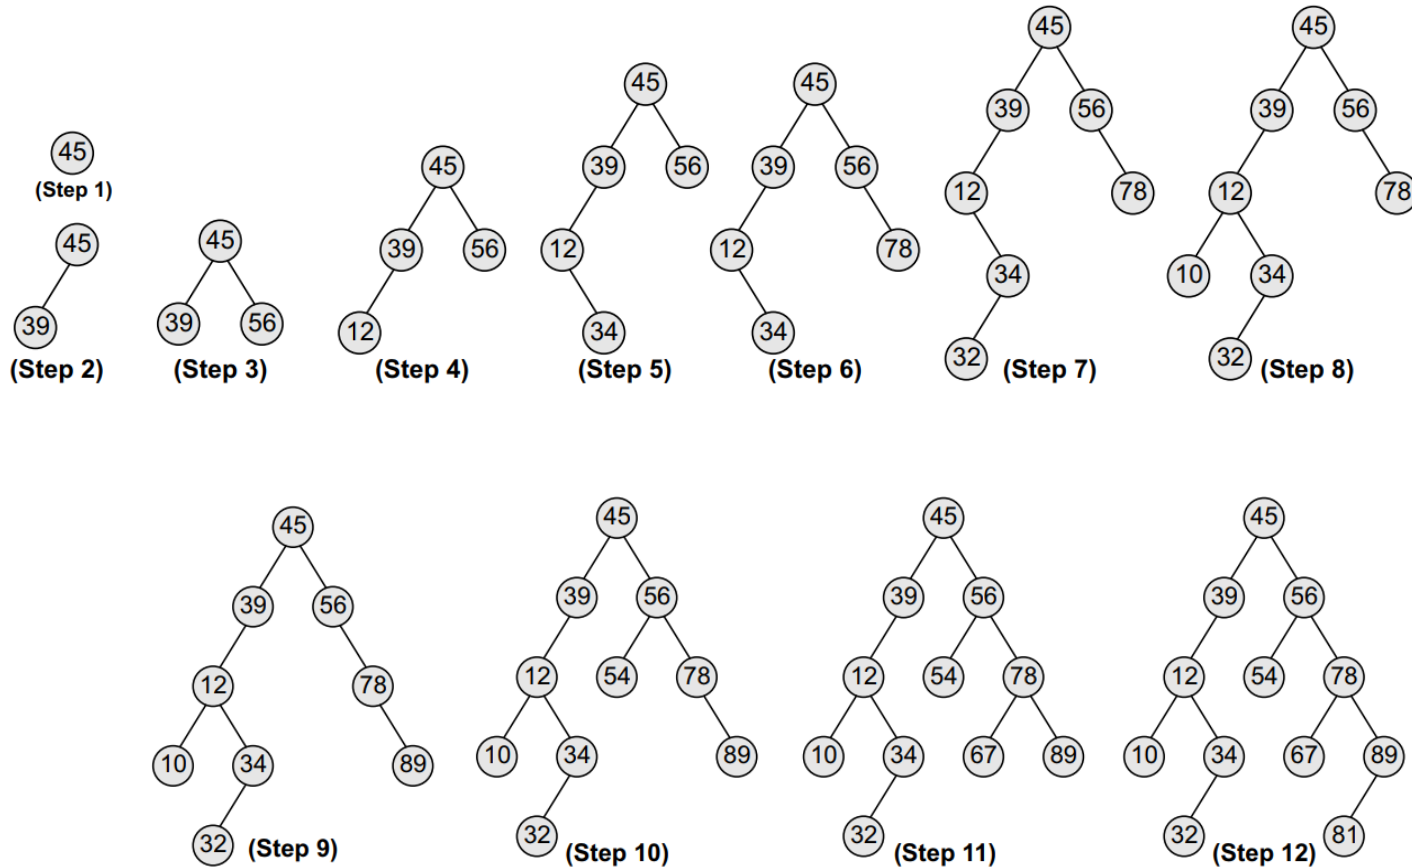 45
(Step 1)
45
39
(Step 2)
45
39 56
(Step 3)
45
39 56
12
(Step 4)
45
39 56
12
34
(Step 5)
45
39 56
12 78
34
(Step 6)
45
39 56
12 78
34
32
(Step 7)
45
39 56
12 78
10 34
32
(Step 8)
45
39 56
12 78
10 34 89
32
(Step 9)
45
39 56
12 54 78
10 34 89
32
(Step 10)
45
39 56
12 54 78
10 34 67 89
32
(Step 11)
45
39 56
12 54 78
10 34 67 89
32 81
(Step 12)